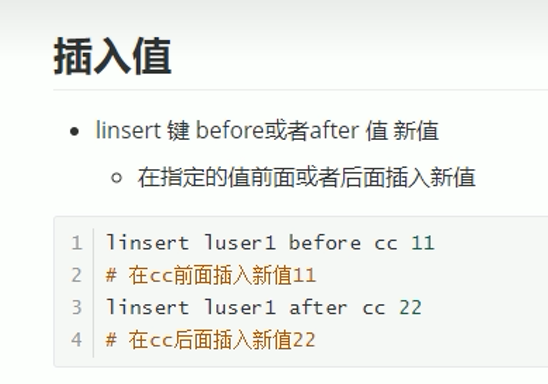 插入值
linsert 键 before或者after 值 新值
在指定的值前面或者后面插入新值
1 linsert luser1 before cc 11
2 # 在cc前面插入新值11
3 linsert luser1 after cc 22
4 # 在cc后面插入新值22